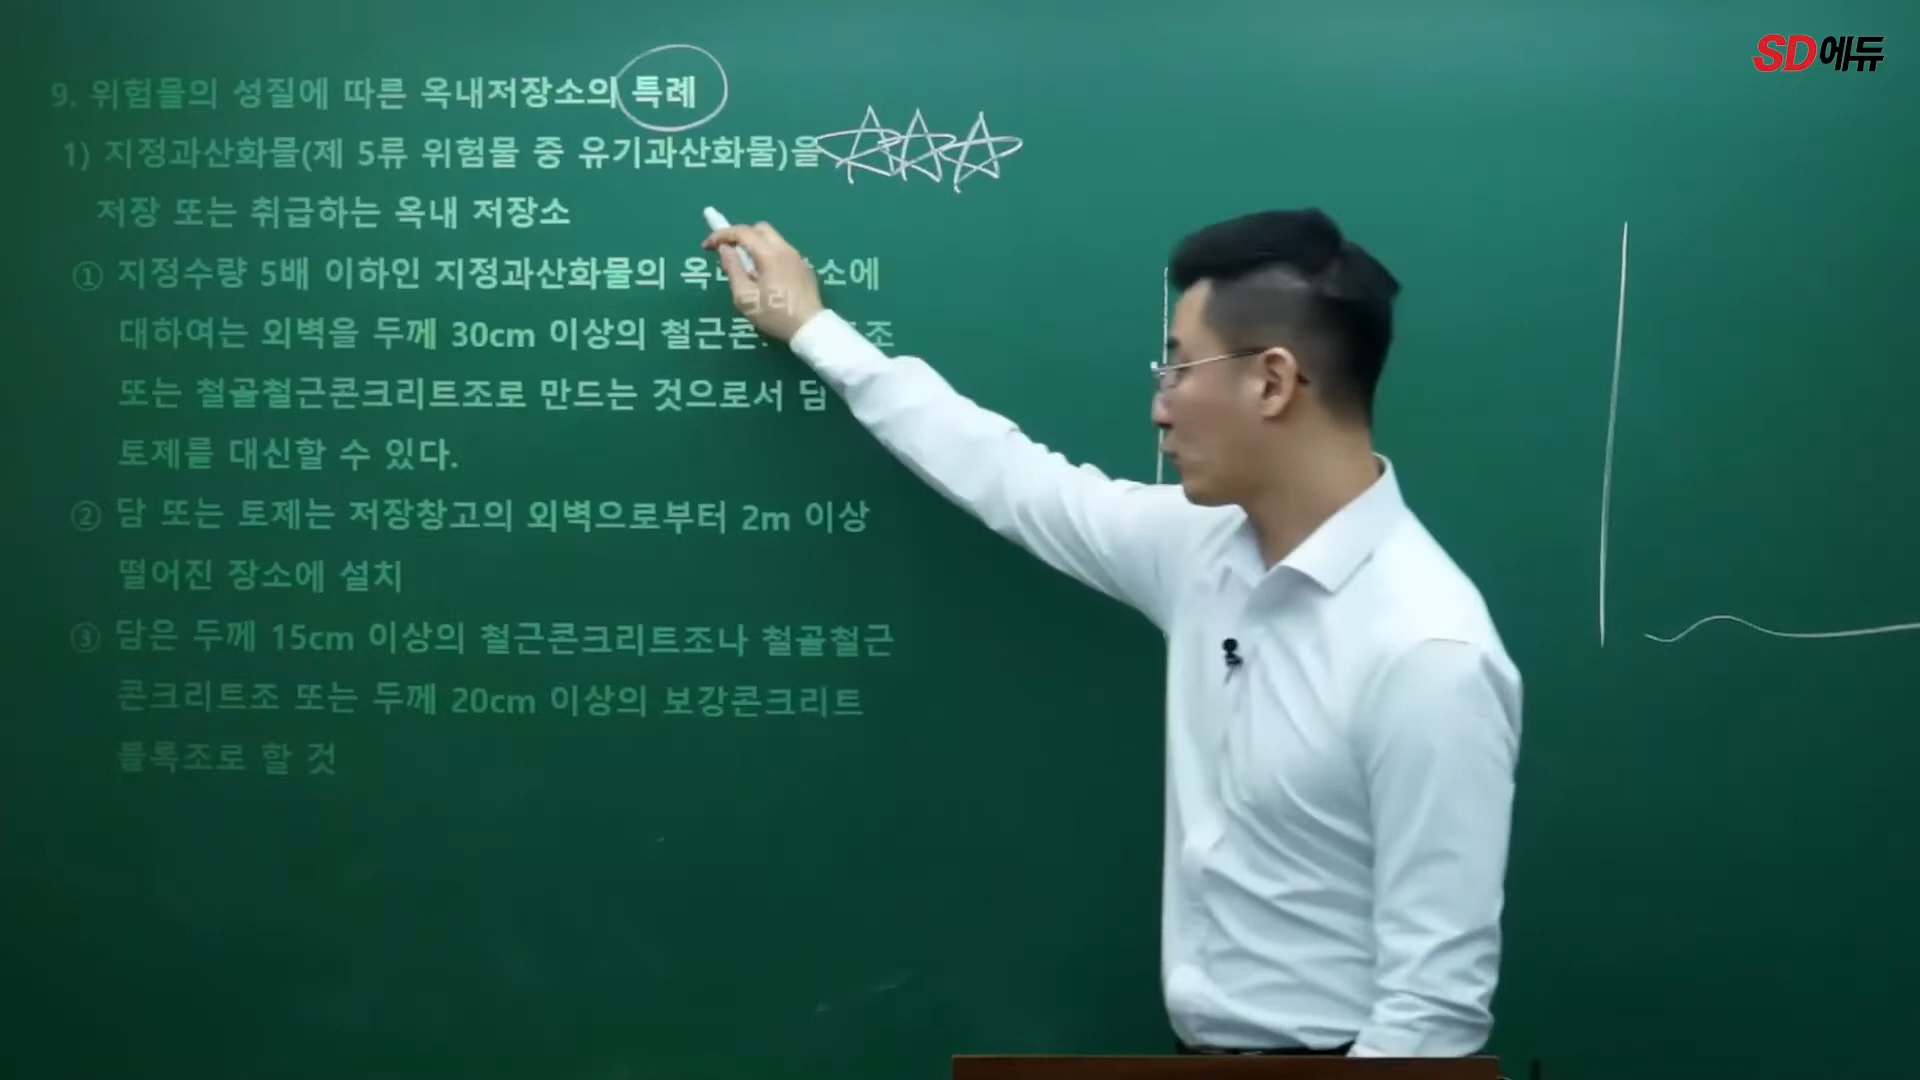 SD에듀
9. 위험물의 성질에 따른 옥내저장소의 특례
1) 지정과산화물(제 5류 위험물 중 유기과산화물)을
저장 또는 취급하는 옥내 저장소
① 지정수량 5배 이하인 지정과산화물의 소에
대하여는 외벽을 두께 30cm 이상의 철근콘크리 조
또는 철골철근콘크리트조로 만드는 것으로서 담
토제를 대신할 수 있다.
② 담 또는 토제는 저장창고의 외벽으로부터 2m 이상
떨어진 장소에 설치
③ 담은 두께 15cm 이상의 철근콘크리트조나 철골철근
콘크리트조 또는 두께 20cm 이상의 보강콘크리트
블록조로 할 것